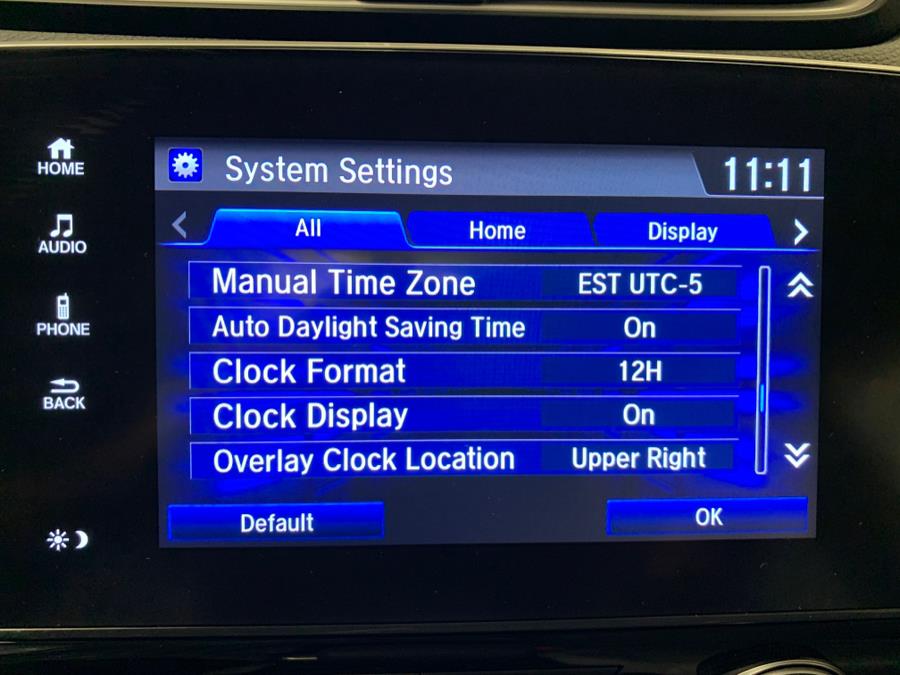 System Settings 11:11
All Home Display
Manual Time Zone EST UTC-5
Auto Daylight Saving Time On
Clock Format 12H
Clock Display On
Overlay Clock Location Upper Right
Default OK
HOME
AUDIO
PHONE
BACK